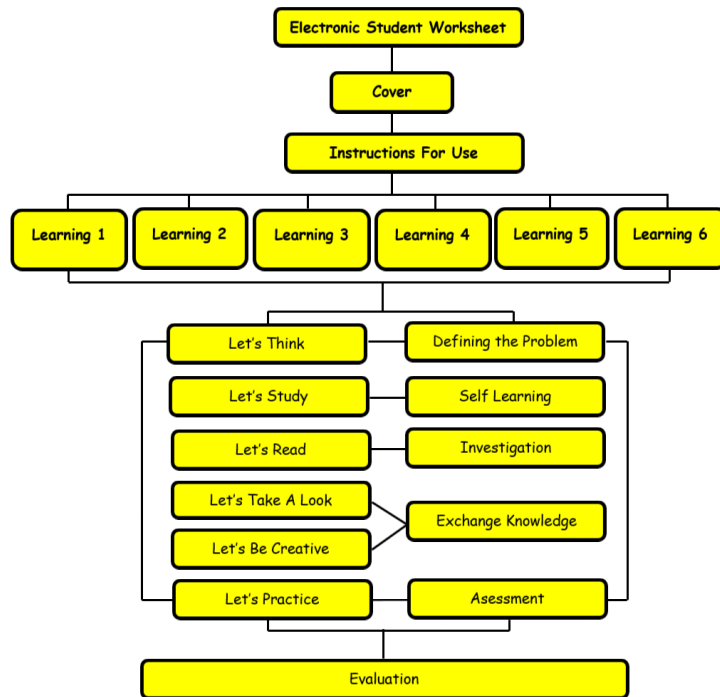 Electronic Student Worksheet
Cover
Instructions For Use
Learning 1
Learning 2
Learning 3
Learning 4
Learning 5
Learning 6
Let's Think
Defining the Problem
Let's Study
Self Learning
Let's Read
Investigation
Let's Take A Look
Exchange Knowledge
Let's Be Creative
Let's Practice
Asessment
Evaluation